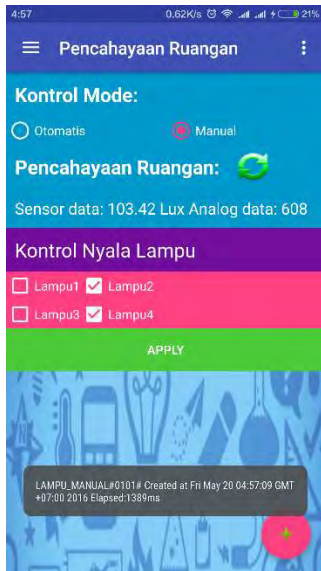 4:57 0.62K/s 21%
Pencahayaan Ruangan
Kontrol Mode:
Otomatis Manual
Pencahayaan Ruangan:
Sensor data: 103.42 Lux Analog data: 608
Kontrol Nyala Lampu
Lampu1 Lampu2
Lampu3 Lampu4
APPLY
LAMPU_MANUAL#0101# Created at Fri May 20 04:57:09 GMT
+07:00 2016 Elapsed:1389ms